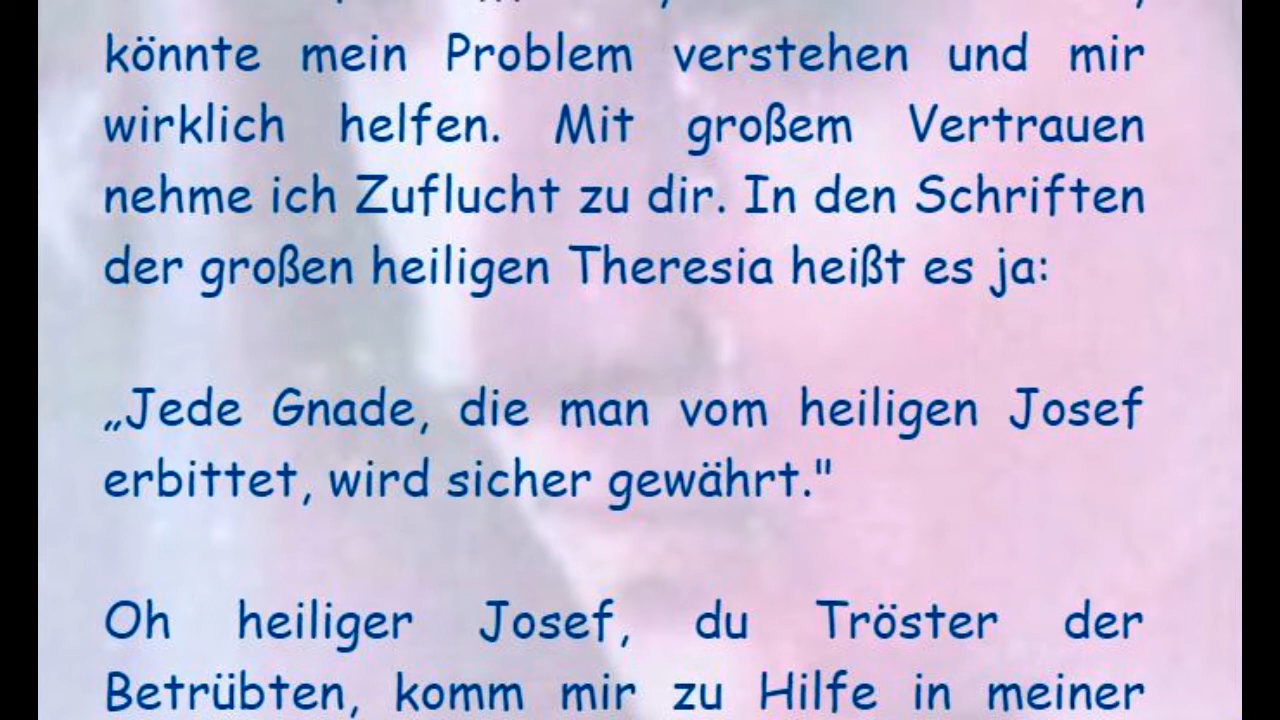 könnte mein Problem verstehen und mir
wirklich helfen. Mit großem Vertrauen
nehme ich Zuflucht zu dir. In den Schriften
der großen heiligen Theresia heißt es ja:
„Jede Gnade, die man vom heiligen Josef
erbittet, wird sicher gewährt."
Oh heiliger Josef, du Tröster der
Betrübten, komm mir zu Hilfe in meiner